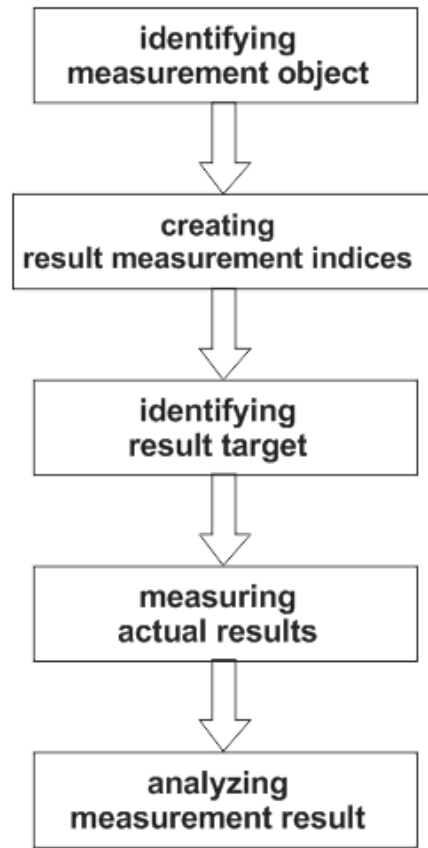 identifying
measurement object
creating
result measurement indices
identifying
result target
measuring
actual results
analyzing
measurement result